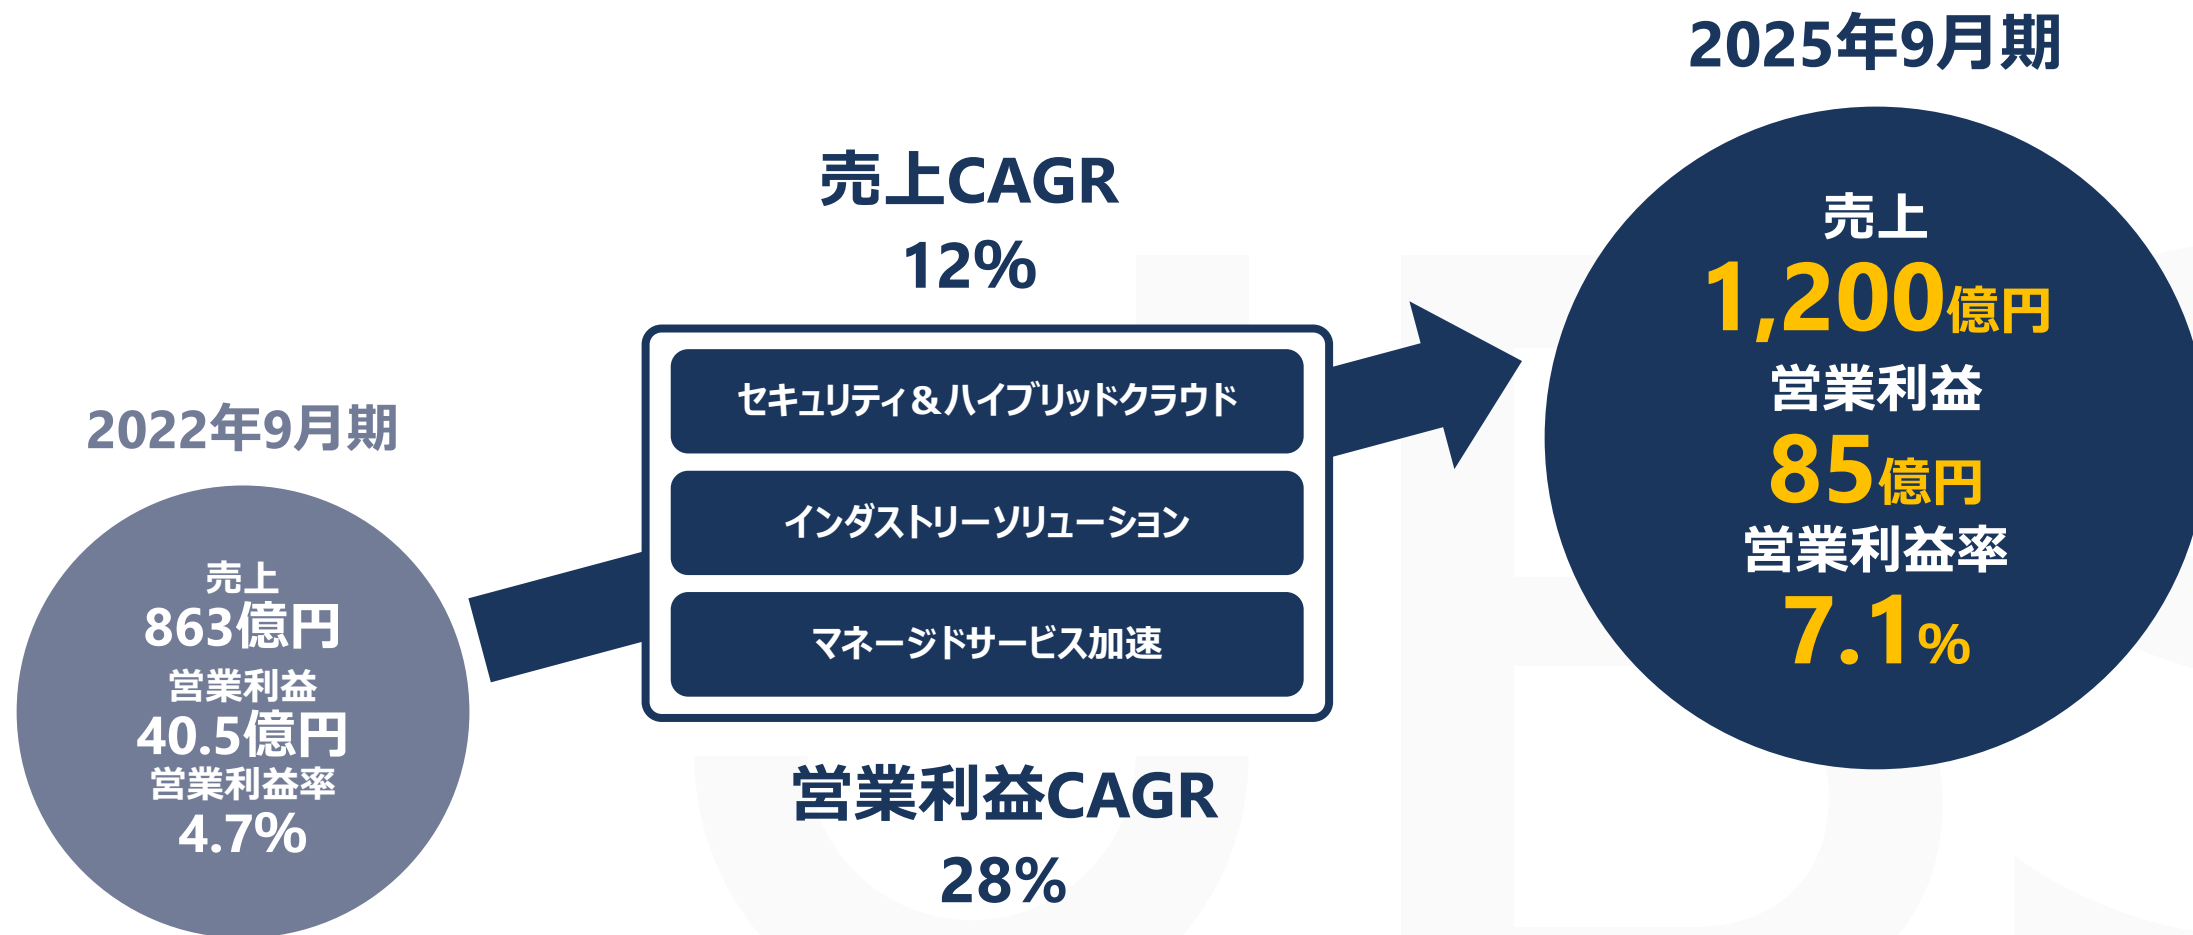 2022年9月期
売上
863億円
営業利益
40.5億円
営業利益率
4.7%
売上CAGR
12%
セキュリティ&ハイブリッドクラウド
インダストリーソリューション
マネージドサービス加速
営業利益CAGR
28%
2025年9月期
売上
1,200億円
営業利益
85億円
営業利益率
7.1%